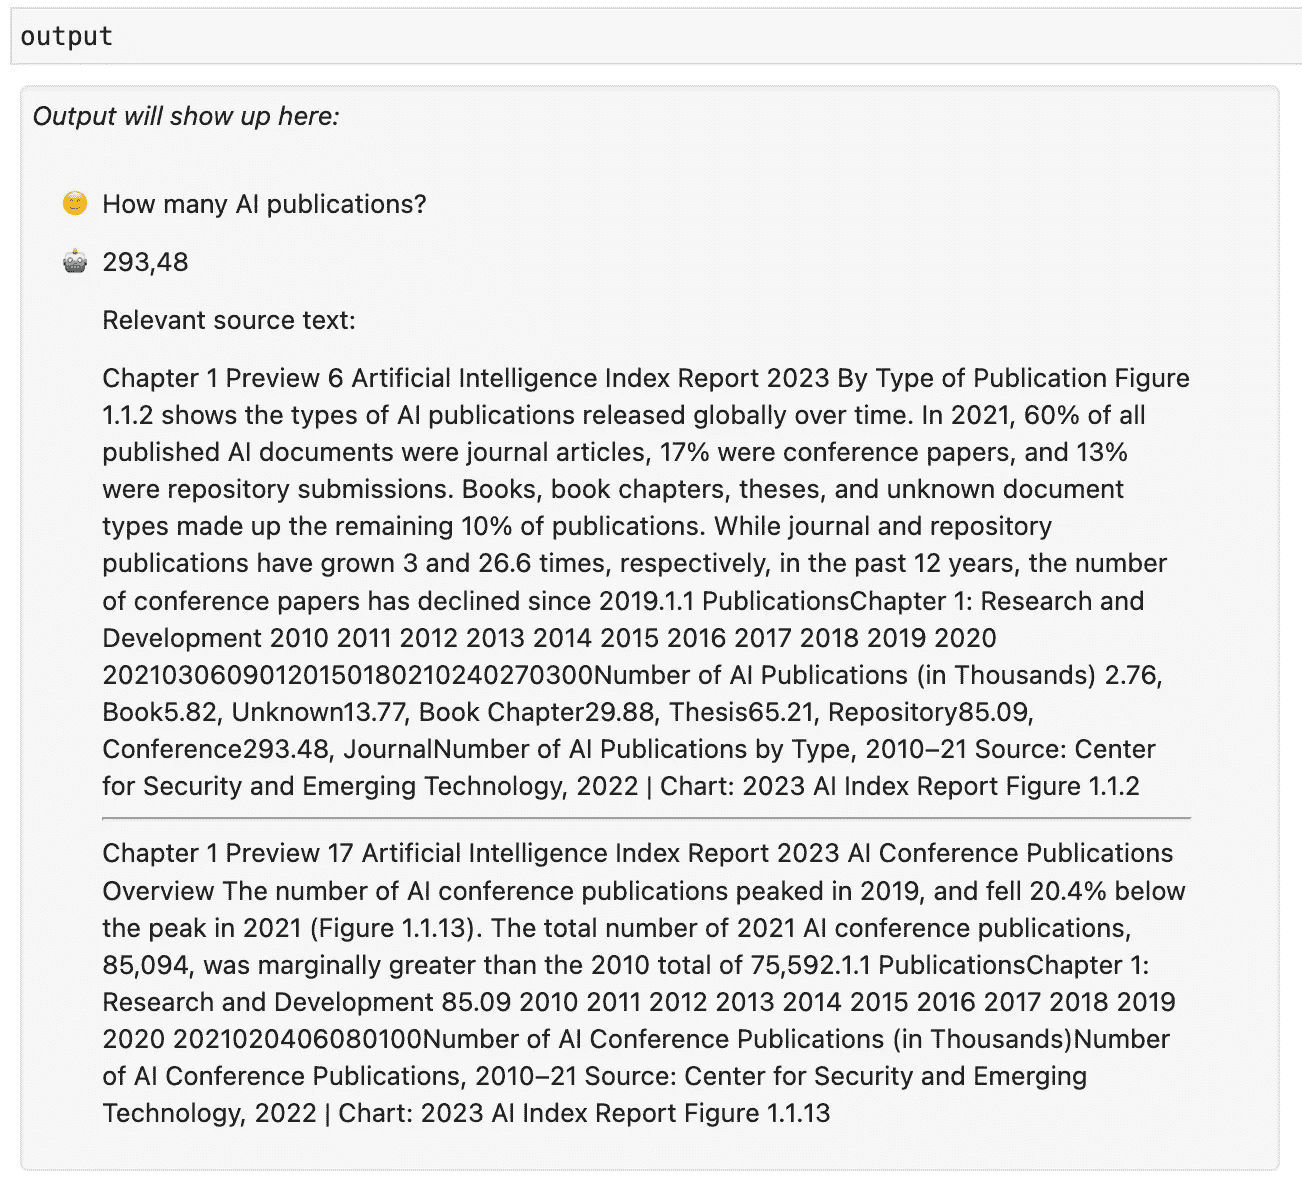 output
Output will show up here:
How many AI publications?
293,48
Relevant source text:
Chapter 1 Preview 6 Artificial Intelligence Index Report 2023 By Type of Publication Figure
1.1.2 shows the types of AI publications released globally over time. In 2021, 60% of all
published AI documents were journal articles, 17% were conference papers, and 13%
were repository submissions. Books, book chapters, theses, and unknown document
types made up the remaining 10% of publications. While journal and repository
publications have grown 3 and 26.6 times, respectively, in the past 12 years, the number
of conference papers has declined since 2019.1.1 PublicationsChapter 1: Research and
Development 2010 2011 2012 2013 2014 2015 2016 2017 2018 2019 2020
20210306090120150180210240270300Number of AI Publications (in Thousands) 2.76,
Book5.82, Unknown13.77, Book Chapter29.88, Thesis65.21, Repository85.09,
Conference293.48, JournalNumber of AI Publications by Type, 2010–21 Source: Center
for Security and Emerging Technology, 2022 | Chart: 2023 AI Index Report Figure 1.1.2
Chapter 1 Preview 17 Artificial Intelligence Index Report 2023 AI Conference Publications
Overview The number of AI conference publications peaked in 2019, and fell 20.4% below
the peak in 2021 (Figure 1.1.13). The total number of 2021 AI conference publications,
85,094, was marginally greater than the 2010 total of 75,592.1.1 PublicationsChapter 1:
Research and Development 85.09 2010 2011 2012 2013 2014 2015 2016 2017 2018 2019
2020 2021020406080100Number of AI Conference Publications (in Thousands)Number
of AI Conference Publications, 2010–21 Source: Center for Security and Emerging
Technology, 2022 | Chart: 2023 AI Index Report Figure 1.1.13